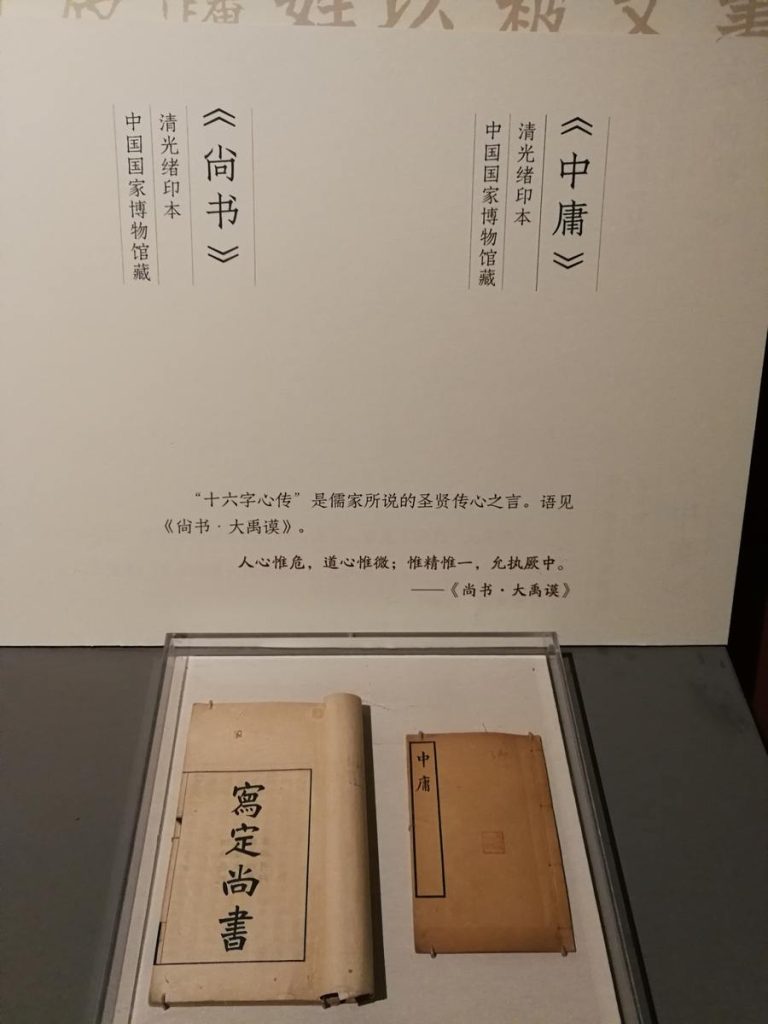 《中庸》
清光绪印本
中国国家博物馆藏
《尚书》
清光绪印本
中国国家博物馆藏
“十六字心传”是儒家所说的圣贤传心之言。语见
《尚书·大禹谟》。
人心惟危，道心惟微；惟精惟一，允执厥中。
——《尚书·大禹谟》
中庸
寫定尚書